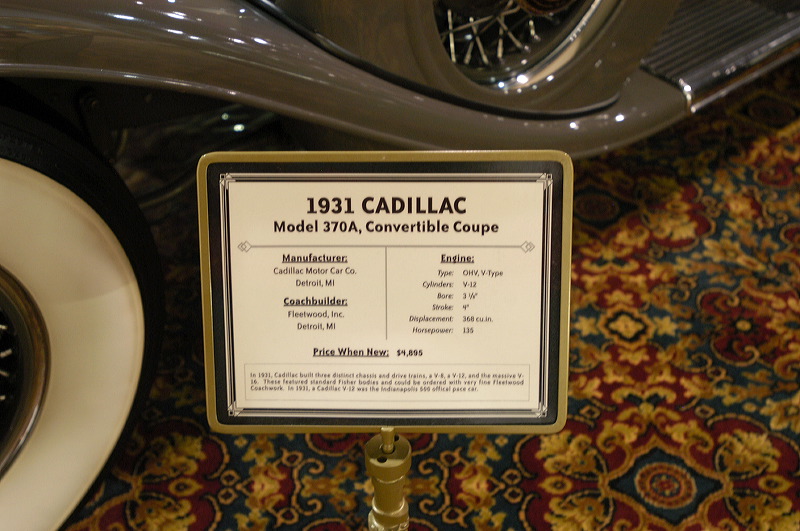 1931 CADILLAC
Model 370A, Convertible Coupe
Manufacturer:
Cadillac Motor Car Co.
Detroit, MI
Coachbuilder:
Fleetwood, Inc.
Detroit, MI
Engine:
Type: OHV, V-Type
Cylinders: V-12
Bore: 3 ⅛"
Stroke: 4"
Displacement: 368 cu.in.
Horsepower: 135
Price When New: $4,895
In 1931, Cadillac built three distinct chassis and drive trains, a V-8, a V-12, and the massive V-
16. These featured standard Fisher bodies and could be ordered with very fine Fleetwood
Coachwork. In 1931, a Cadillac V-12 was the Indianapolis 500 offical pace car.